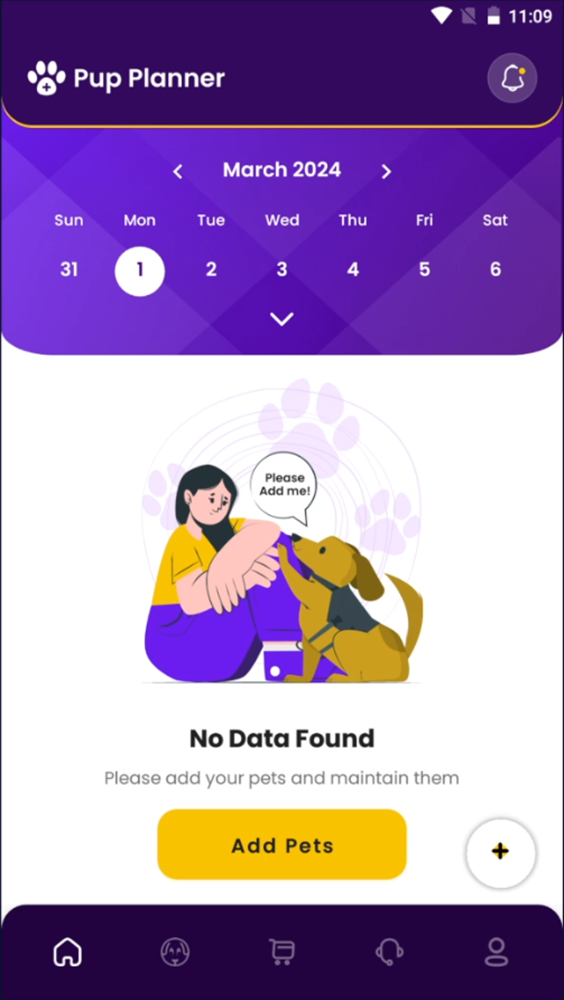 11:09
Pup Planner
March 2024
Sun Mon Tue Wed Thu Fri Sat
31 1 2 3 4 5 6
Please
Add me!
No Data Found
Please add your pets and maintain them
Add Pets